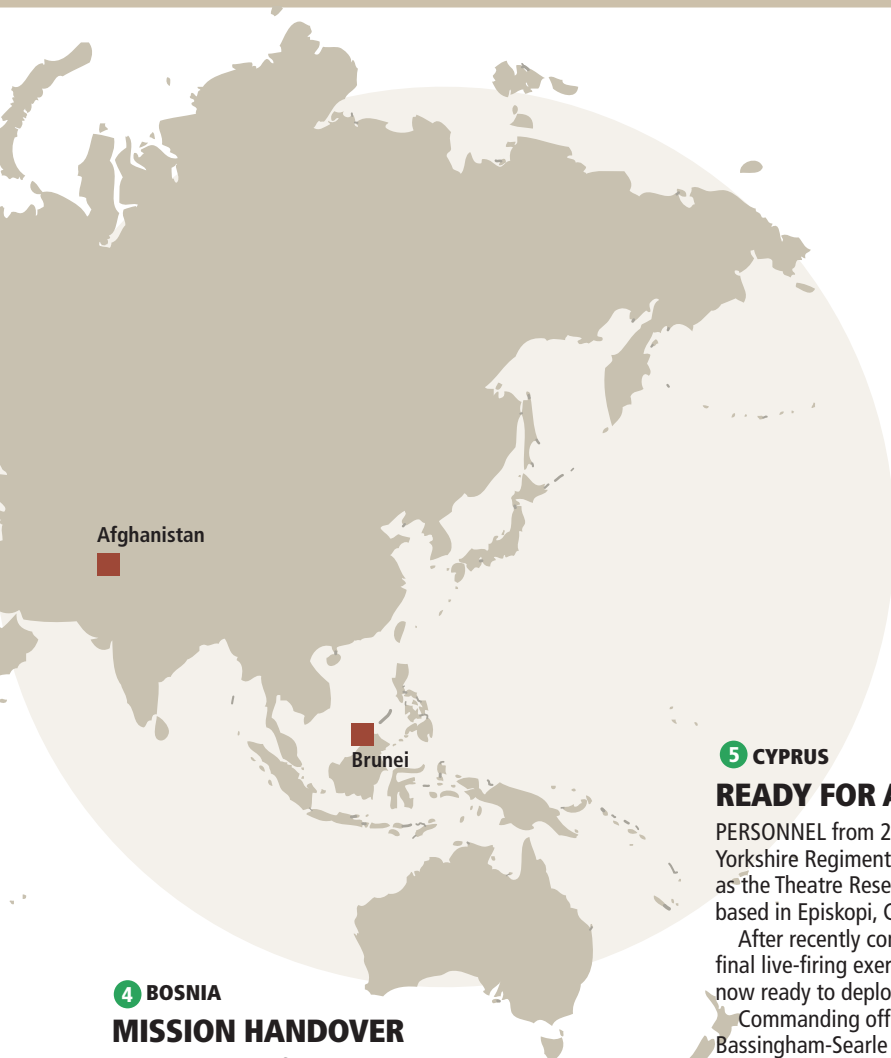 Afghanistan
Brunei
4 BOSNIA
MISSION HANDOVER
5 CYPRUS
READY FOR
PERSONNEL from 2
Yorkshire Regiment
as the Theatre Rese
based in Episkopi,
After recently con
final live-firing exer
now ready to deplo
Commanding off
Bassingham-Searle